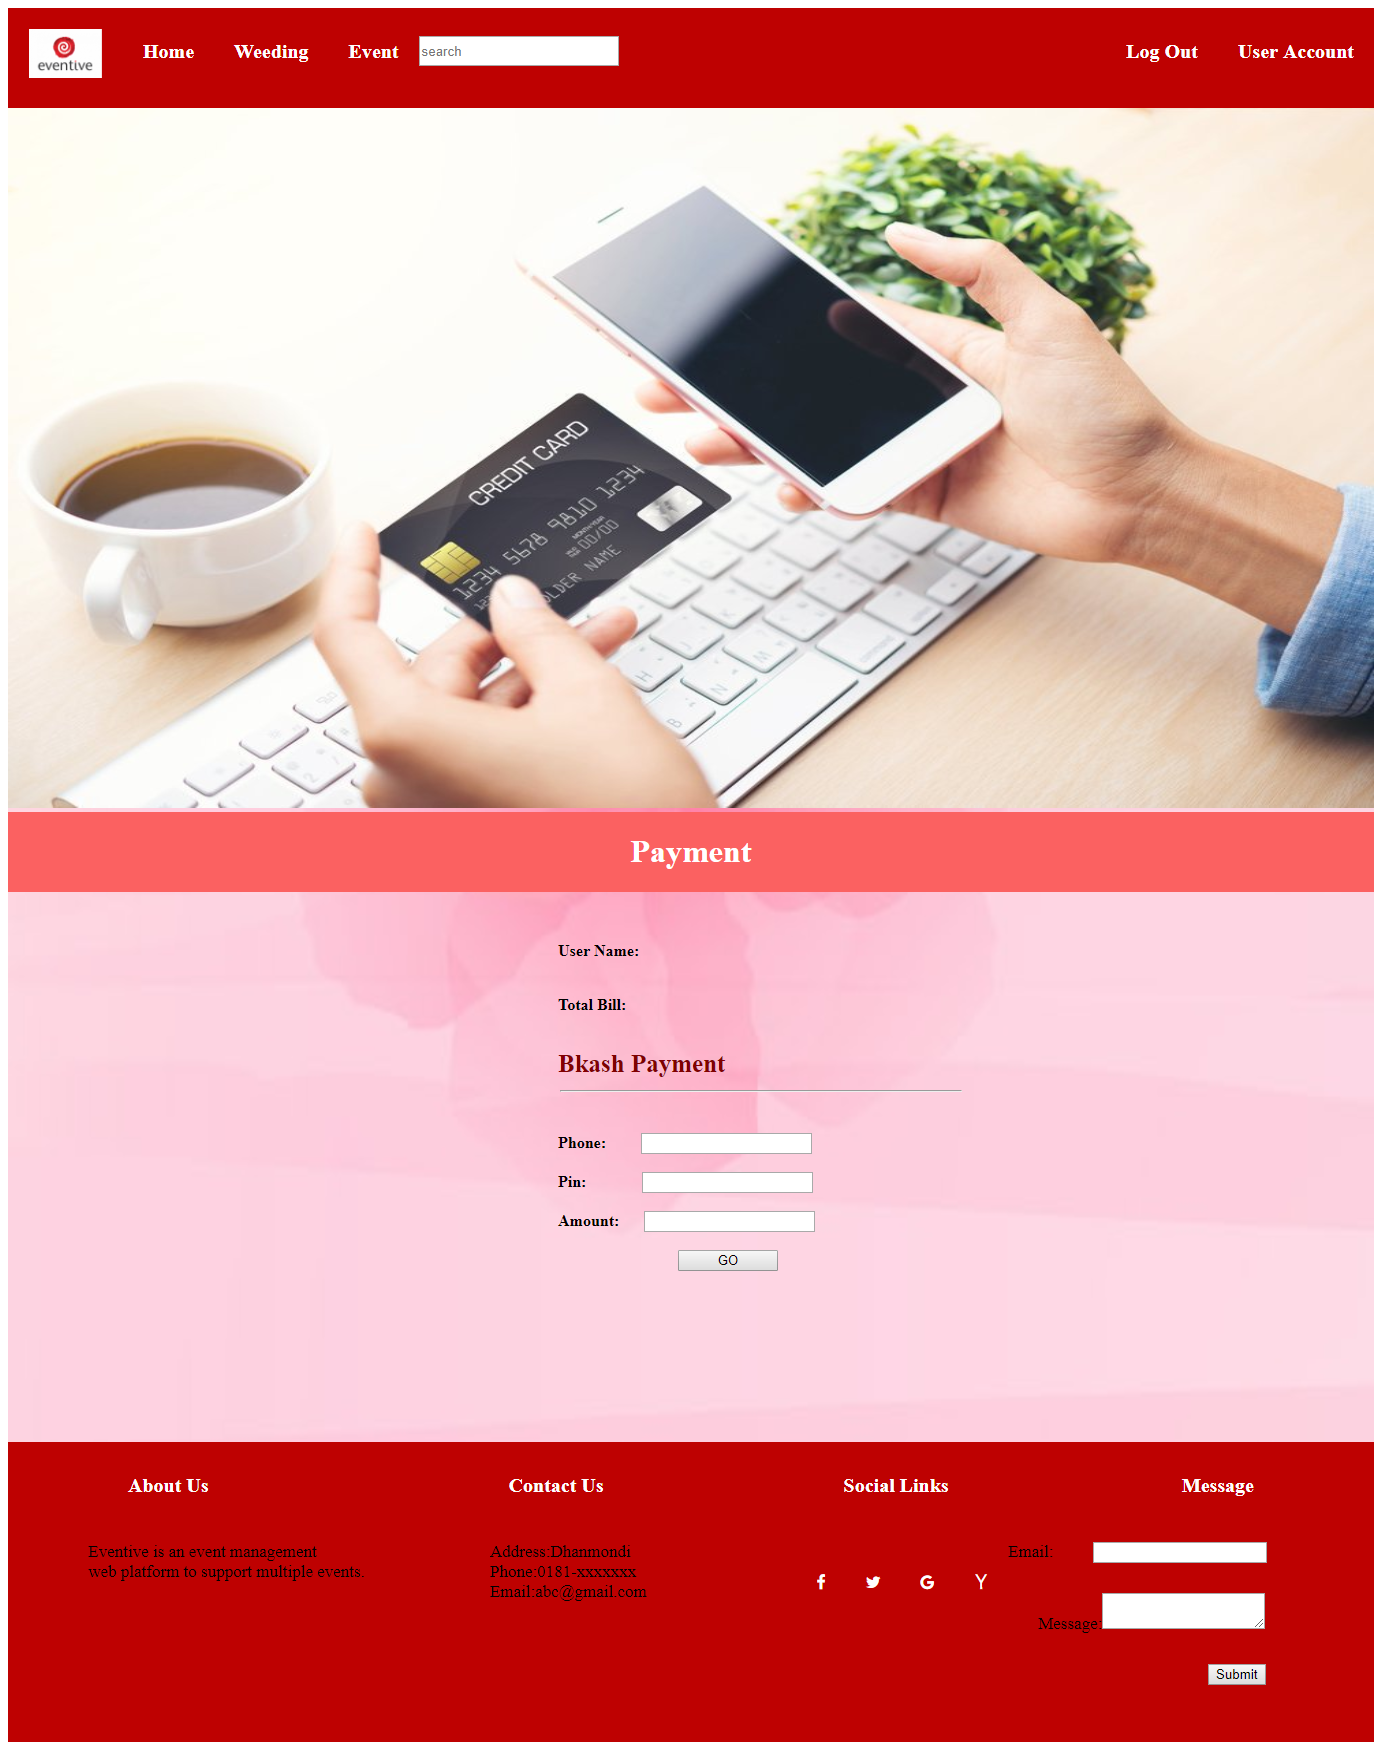 eventive
Home Weeding Event search Log Out User Account
CREDIT CARD
1234 5678 9810 1234
MONTH/YEAR
00/00
OLDER NAME
Payment
User Name:
Total Bill:
Bkash Payment
Phone:
Pin:
Amount:
GO
About Us Contact Us Social Links Message
Eventive is an event management
web platform to support multiple events.
Address:Dhanmondi
Phone:0181-xxxxxxx
Email:abc@gmail.com
Email:
Message:
Submit